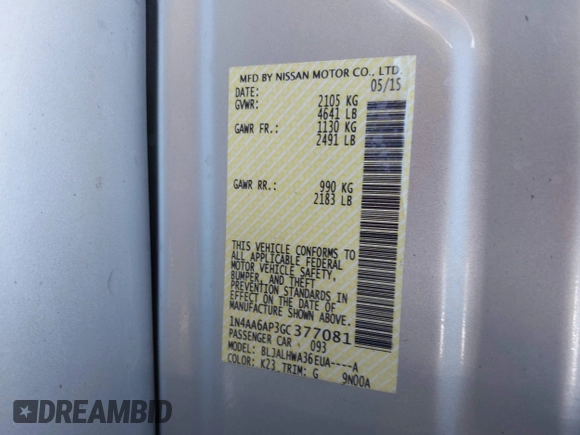 MFD BY NISSAN MOTOR CO., LTD.
DATE: 05/15
GVWR: 2105 KG
4641 LB
GAWR FR.: 1130 KG
2491 LB
GAWR RR.: 990 KG
2183 LB
THIS VEHICLE CONFORMS TO
ALL APPLICABLE FEDERAL
MOTOR VEHICLE SAFETY,
BUMPER, AND THEFT
PREVENTION STANDARDS IN
EFFECT ON THE DATE OF
MANUFACTURE SHOWN ABOVE.
1N4AA6AP3GC377081
PASSENGER CAR 093
MODEL: BLJALHWA36EUA----A
COLOR: K23 TRIM: G 9N00A
DREAMBID